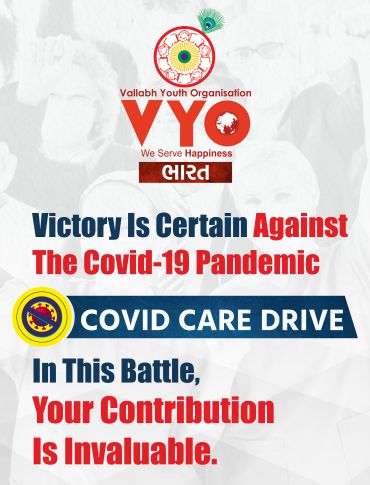 Vallabh Youth Organisation
VYO
We Serve Happiness
ભારત
Victory Is Certain Against
The Covid-19 Pandemic
COVID CARE DRIVE
In This Battle,
Your Contribution
Is Invaluable.